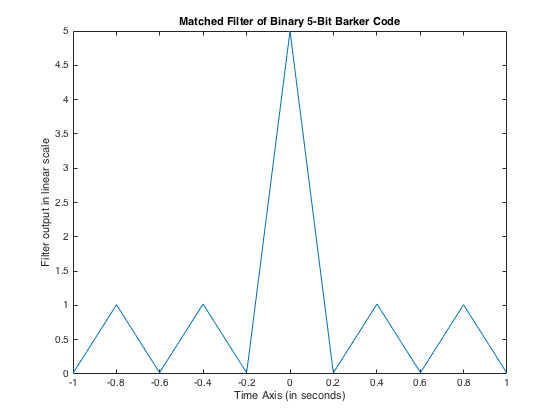 Matched Filter of Binary 5-Bit Barker Code
Filter output in linear scale
5
4.5
4
3.5
3
2.5
2
1.5
1
0.5
0
-1 -0.8 -0.6 -0.4 -0.2 0 0.2 0.4 0.6 0.8 1
Time Axis (in seconds)